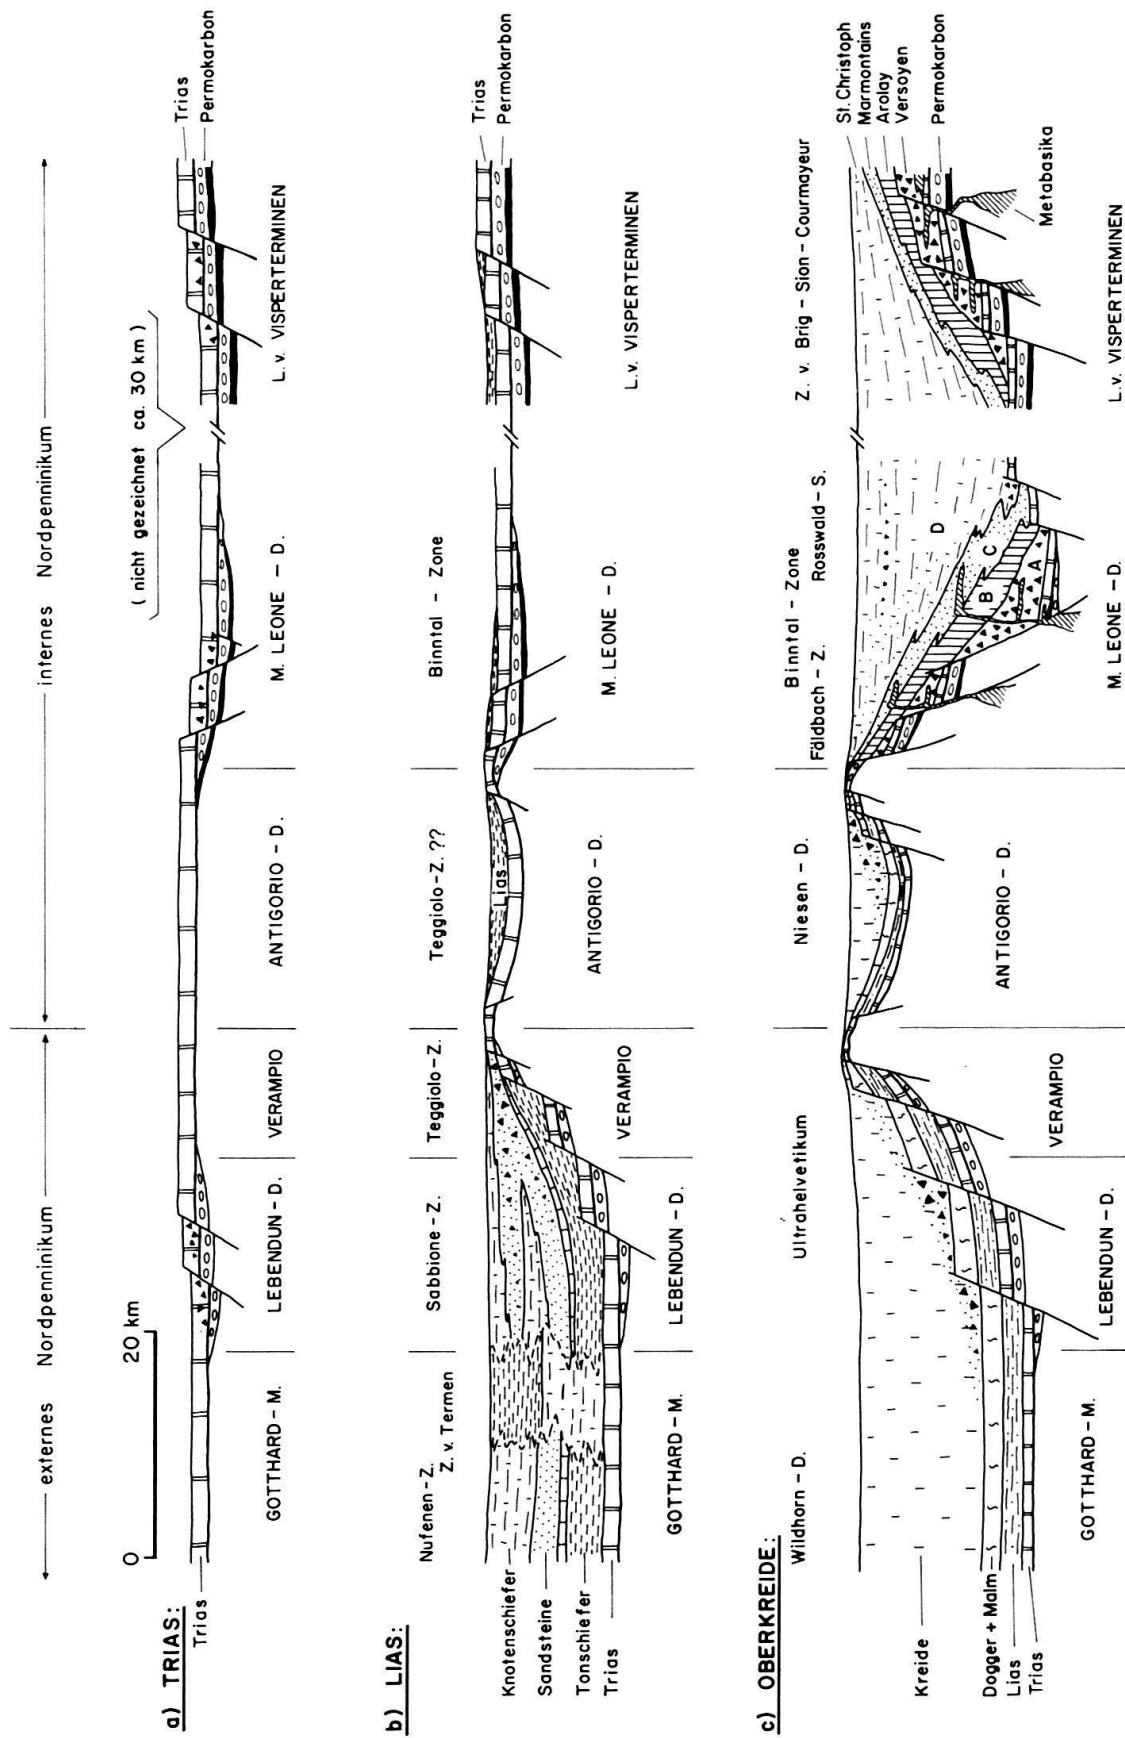 externes Nordpenninikum
internes Nordpenninikum
(nicht gezeichnet ca. 30 km)
0 20 km
a) TRIAS:
Trias
Trias
Permokarbon
GOTTHARD – M.
LEBENDUN – D.
VERAMPIO
ANTIGORIO – D.
M. LEONE – D.
L.v. VISPERTERMINEN
b) LIAS:
Nufenen – Z.
Z. v. Termen
Sabbione – Z.
Teggiolo – Z.
Teggiolo – Z. ??
Binntal – Zone
Knotenschiefer
Sandsteine
Tonschiefer
Trias
Lias
Trias
Permokarbon
GOTTHARD – M.
LEBENDUN – D.
VERAMPIO
ANTIGORIO – D.
M. LEONE – D.
L.v. VISPERTERMINEN
c) OBERKREIDE:
Wildhorn – D.
Ultrahelvetikum
Niesen – D.
Binntal – Zone
Fäldbach – Z. Rosswald – S.
Z. v. Brig – Sion – Courmayeur
St. Christoph
Marmontains
Arolay
Versoyen
Permokarbon
Metabasika
Kreide
Dogger + Malm
Lias
Trias
A
B
C
D
GOTTHARD – M.
LEBENDUN – D.
VERAMPIO
ANTIGORIO – D.
M. LEONE – D.
L.v. VISPERTERMINEN